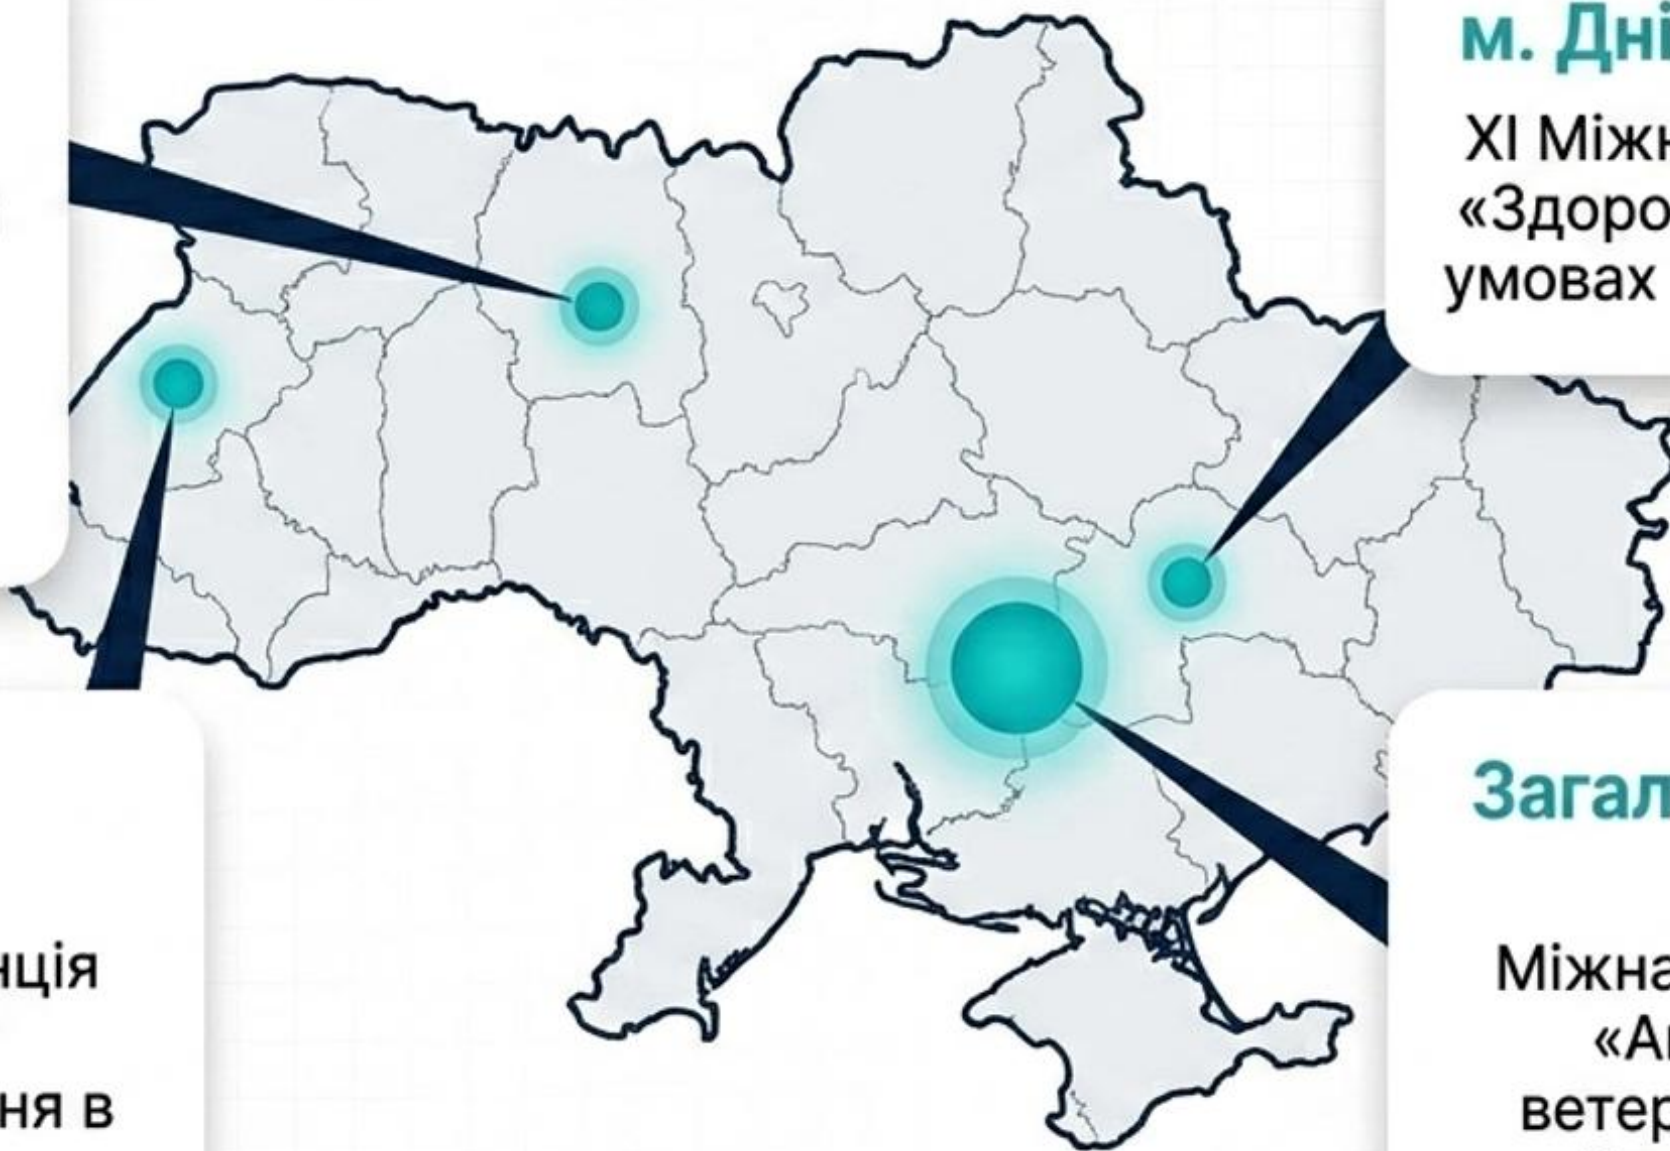 м. Дні
XI Міжн
«Здоро
умовах
Загал
Міжна
«А
ветер
нція
ня в